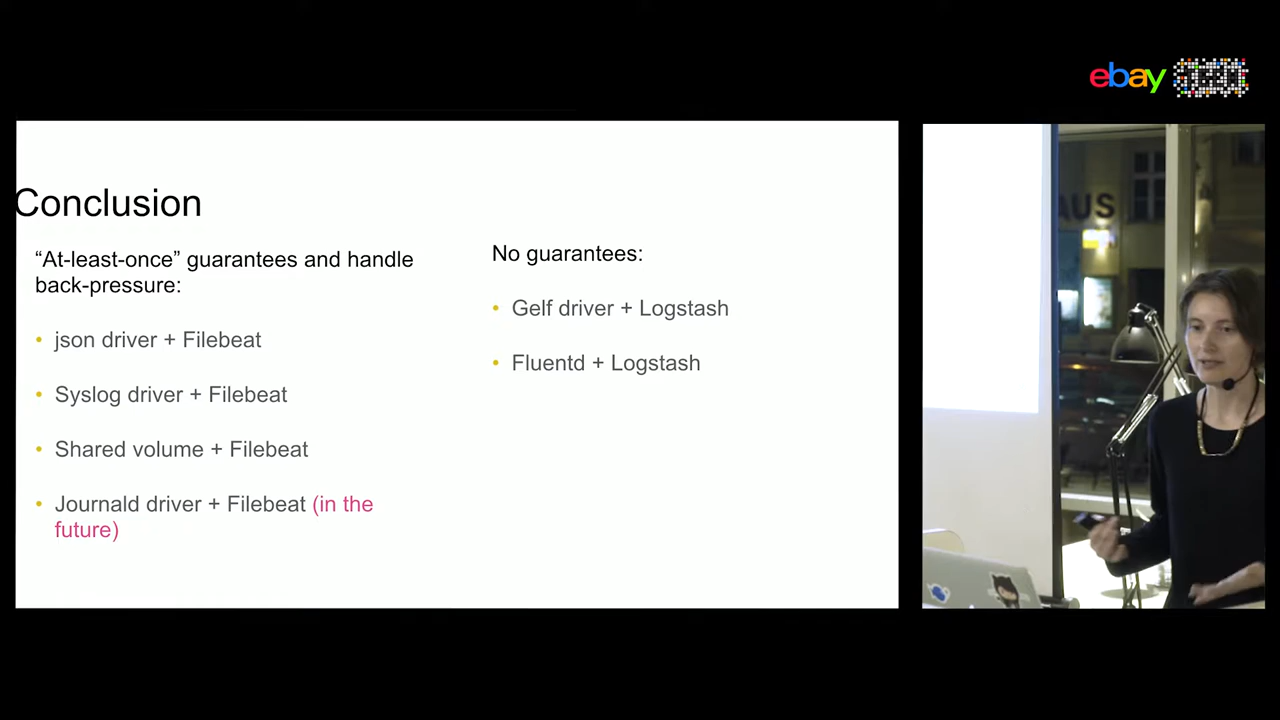 ebay
Conclusion
“At-least-once” guarantees and handle
back-pressure:
• json driver + Filebeat
• Syslog driver + Filebeat
• Shared volume + Filebeat
• Journald driver + Filebeat (in the
future)
No guarantees:
• Gelf driver + Logstash
• Fluentd + Logstash
AUS